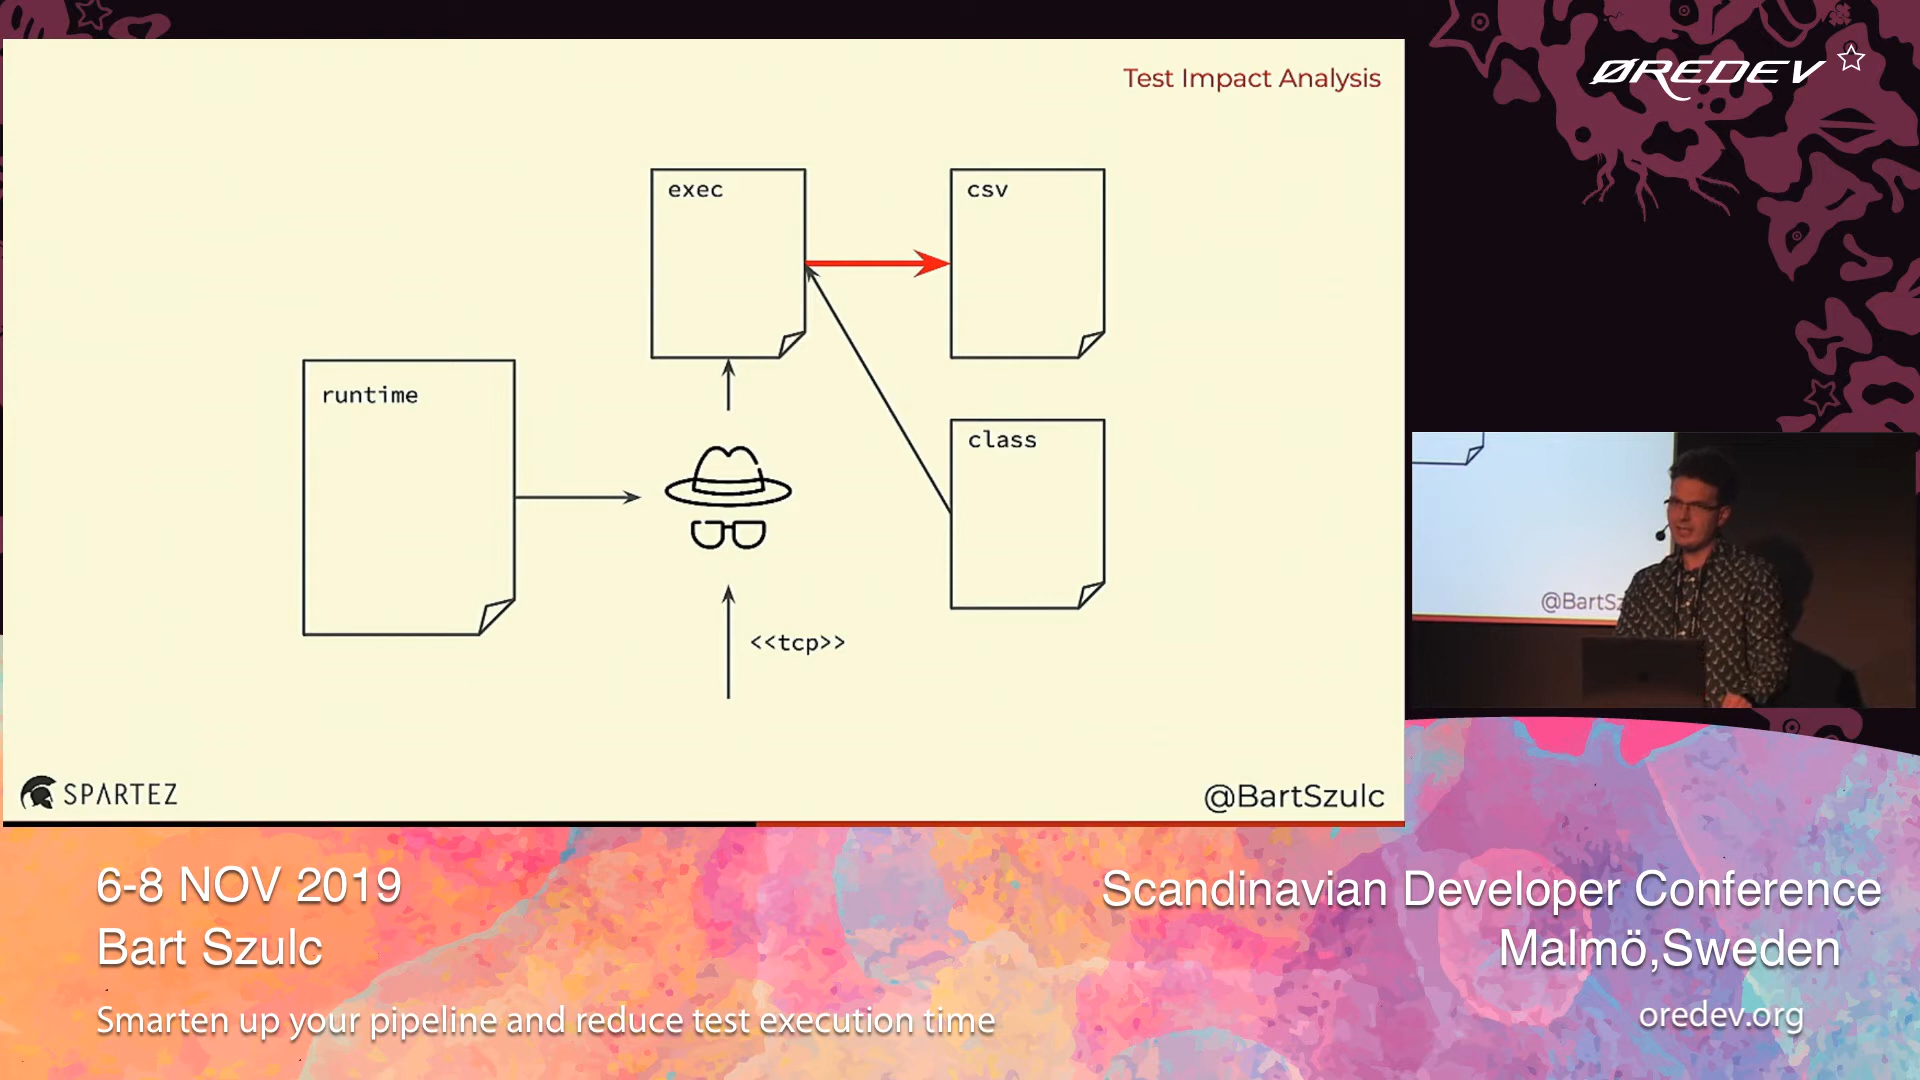 Test Impact Analysis
ØREDEV
exec
csv
runtime
class
<<tcp>>
@BartSz
SPARTEZ
@BartSzulc
6-8 NOV 2019
Bart Szulc
Smarten up your pipeline and reduce test execution time
Scandinavian Developer Conference
Malmö,Sweden
oredev.org